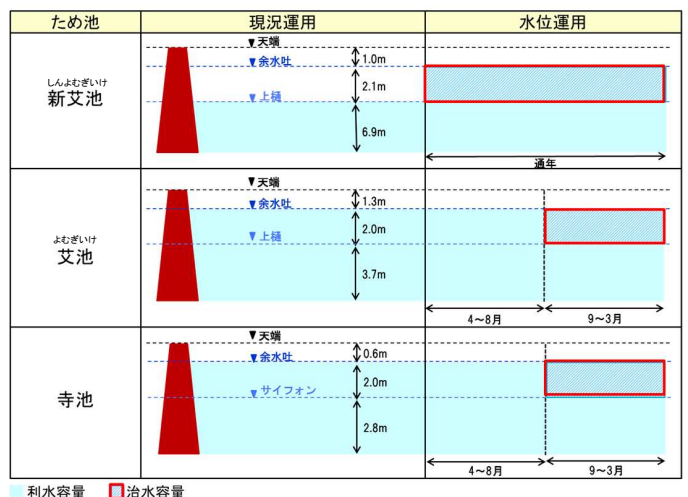 ため池 現況運用 水位運用
しんよむぎいけ
新艾池
▼天端
▼余水吐
▼上樋
1.0m
2.1m
6.9m
通年
よむぎいけ
艾池
▼天端
▼余水吐
▼上樋
1.3m
2.0m
3.7m
4～8月 9～3月
寺池
▼天端
▼余水吐
▼サイフォン
0.6m
2.0m
2.8m
4～8月 9～3月
利水容量 治水容量